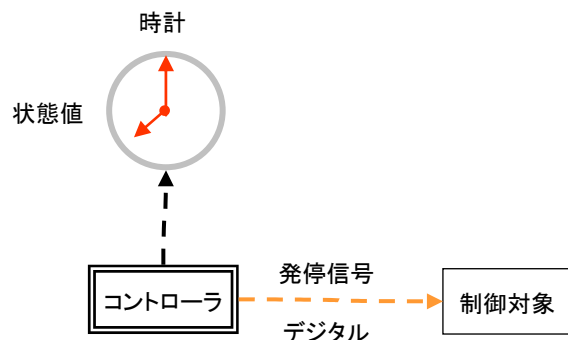 時計
状態値
発停信号
コントローラ
制御対象
デジタル